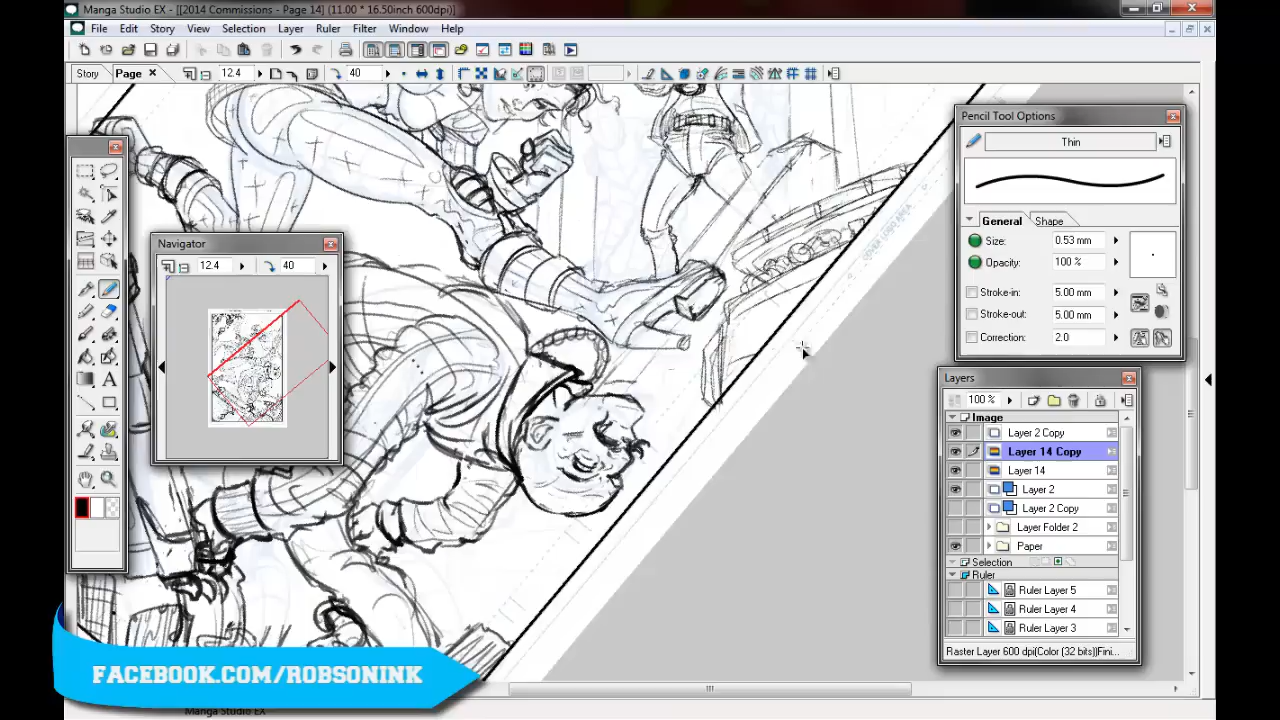 Manga Studio EX - [[2014 Commissions - Page 14] (11.00 * 16.50inch 600dpi)]
File Edit Story View Selection Layer Ruler Filter Window Help
Story Page 12.4 40
Pencil Tool Options
Thin
General Shape
Size: 0.53 mm
Opacity: 100 %
Stroke-in: 5.00 mm
Stroke-out: 5.00 mm
Correction: 2.0
Navigator
12.4 40
Layers
100 %
Image
Layer 2 Copy
Layer 14 Copy
Layer 14
Layer 2
Layer 2 Copy
Layer Folder 2
Paper
Selection
Ruler
Ruler Layer 5
Ruler Layer 4
Ruler Layer 3
Raster Layer 600 dpi(Color (32 bits))Fini...
FACEBOOK.COM/ROBSONINK
Manga Studio EX